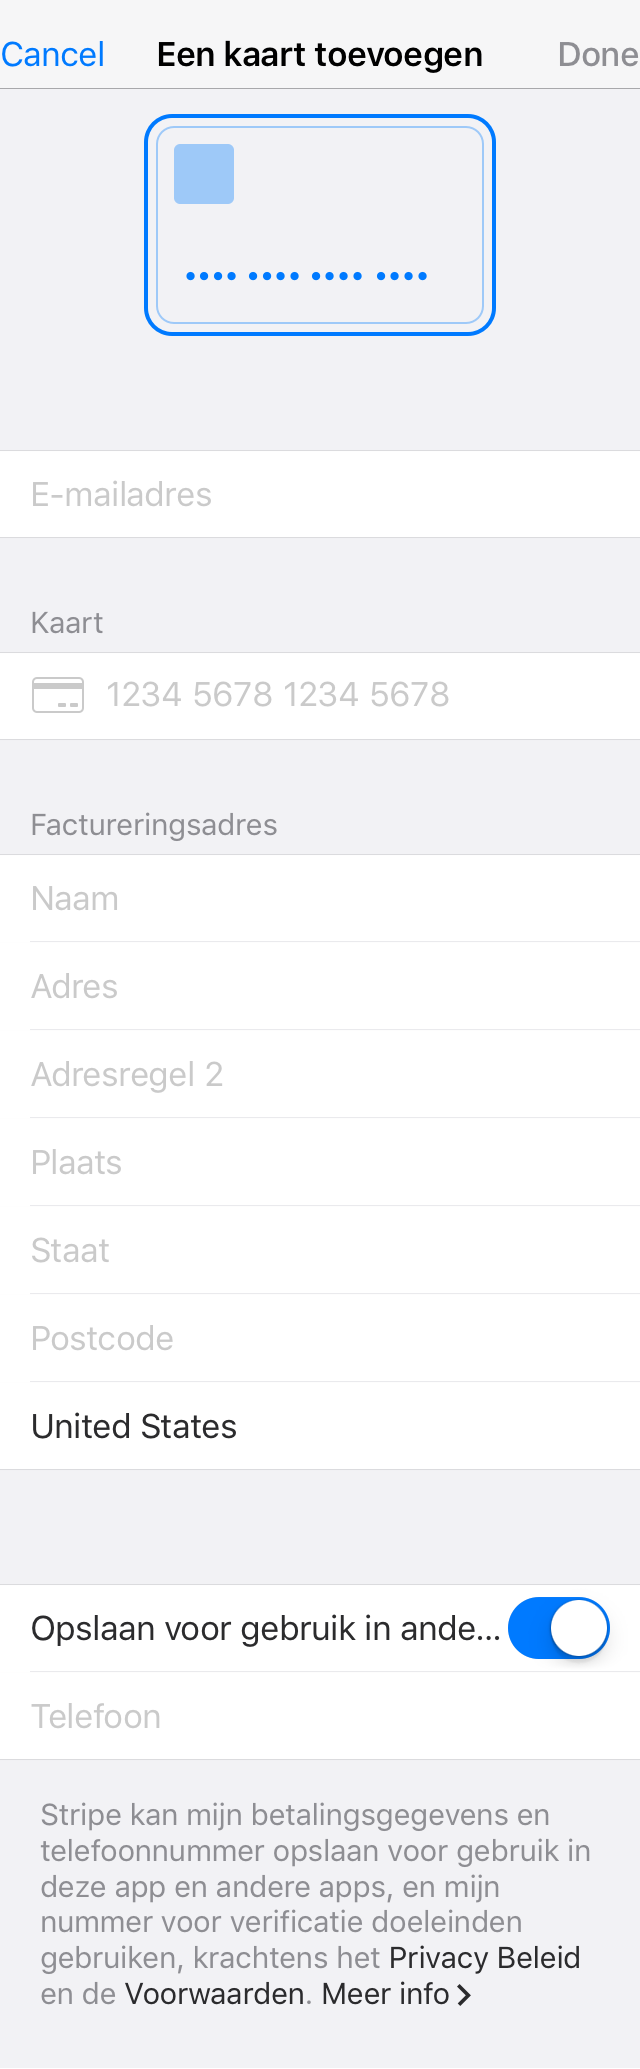 Cancel Een kaart toevoegen Done
•••• •••• •••• ••••
E-mailadres
Kaart
1234 5678 1234 5678
Factureringsadres
Naam
Adres
Adresregel 2
Plaats
Staat
Postcode
United States
Opslaan voor gebruik in ande...
Telefoon
Stripe kan mijn betalingsgegevens en
telefoonnummer opslaan voor gebruik in
deze app en andere apps, en mijn
nummer voor verificatie doeleinden
gebruiken, krachtens het Privacy Beleid
en de Voorwaarden. Meer info